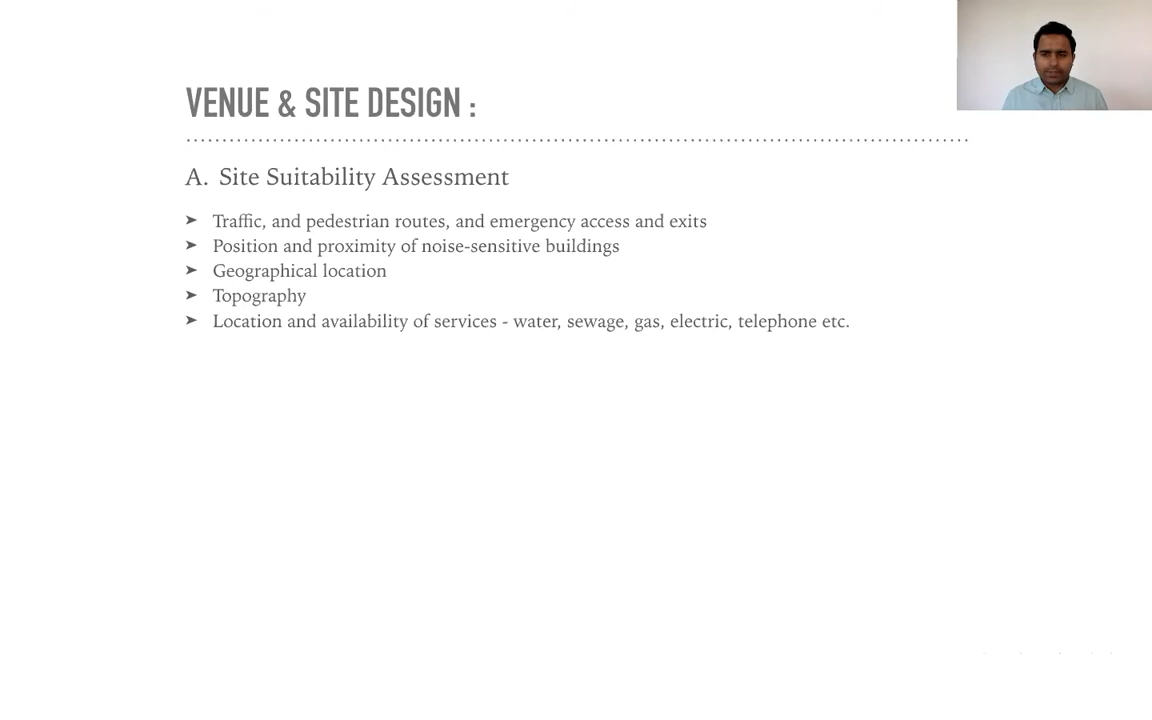 VENUE & SITE DESIGN :
A. Site Suitability Assessment
➤ Traffic, and pedestrian routes, and emergency access and exits
➤ Position and proximity of noise-sensitive buildings
➤ Geographical location
➤ Topography
➤ Location and availability of services - water, sewage, gas, electric, telephone etc.